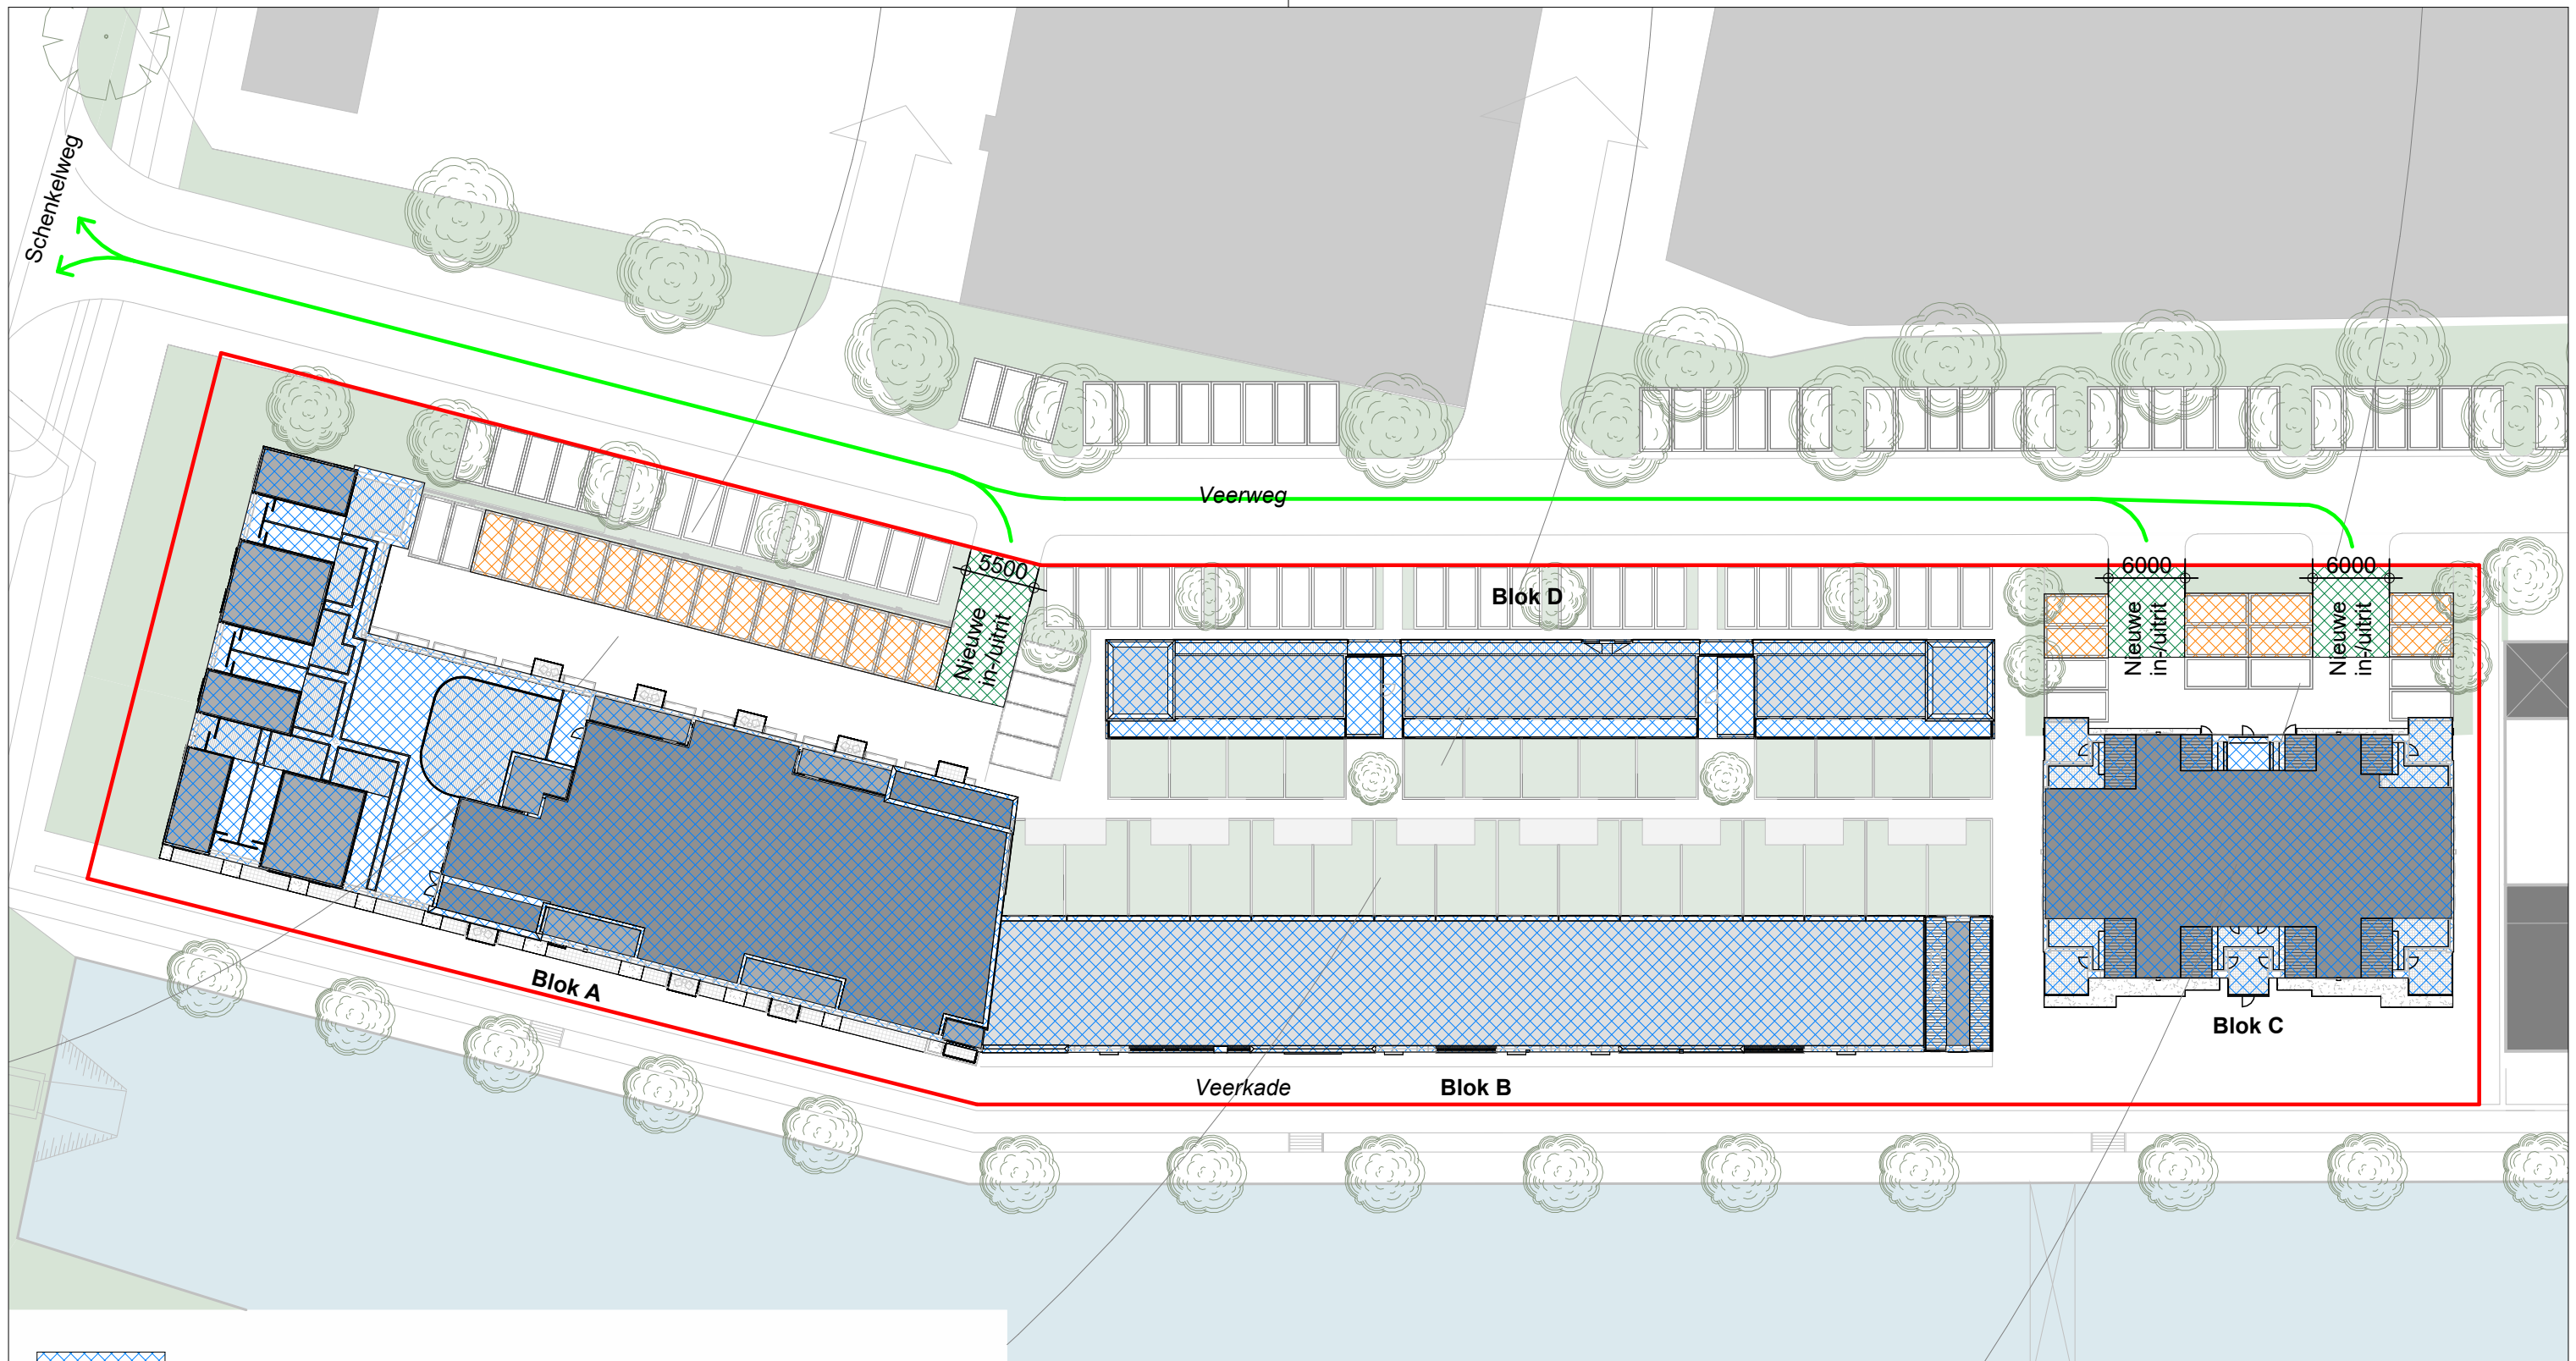 Schenkelweg
Veerweg
5500
Nieuwe
in-/uitrit
Blok D
6000
Nieuwe
in-/uitrit
6000
Nieuwe
in-/uitrit
Blok A
Blok C
Veerkade
Blok B